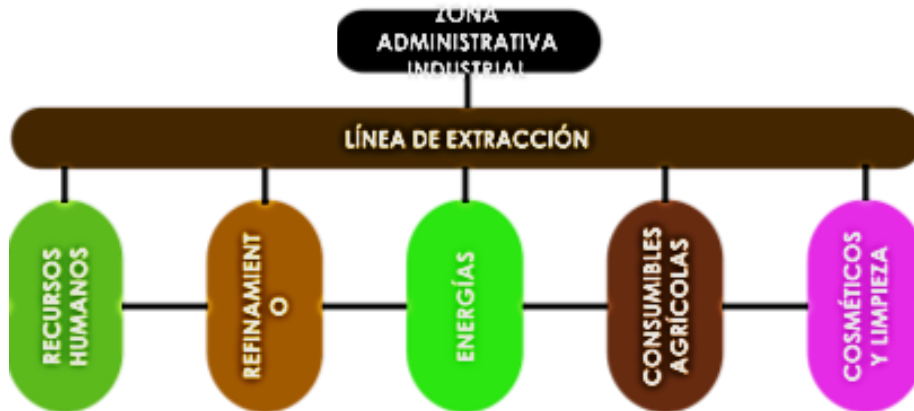 ZONA
ADMINISTRATIVA
INDUSTRIAL
LÍNEA DE EXTRACCIÓN
RECURSOS
HUMANOS
REFINAMIENT
O
ENERGÍAS
CONSUMIBLES
AGRÍCOLAS
COSMÉTICOS
Y LIMPIEZA